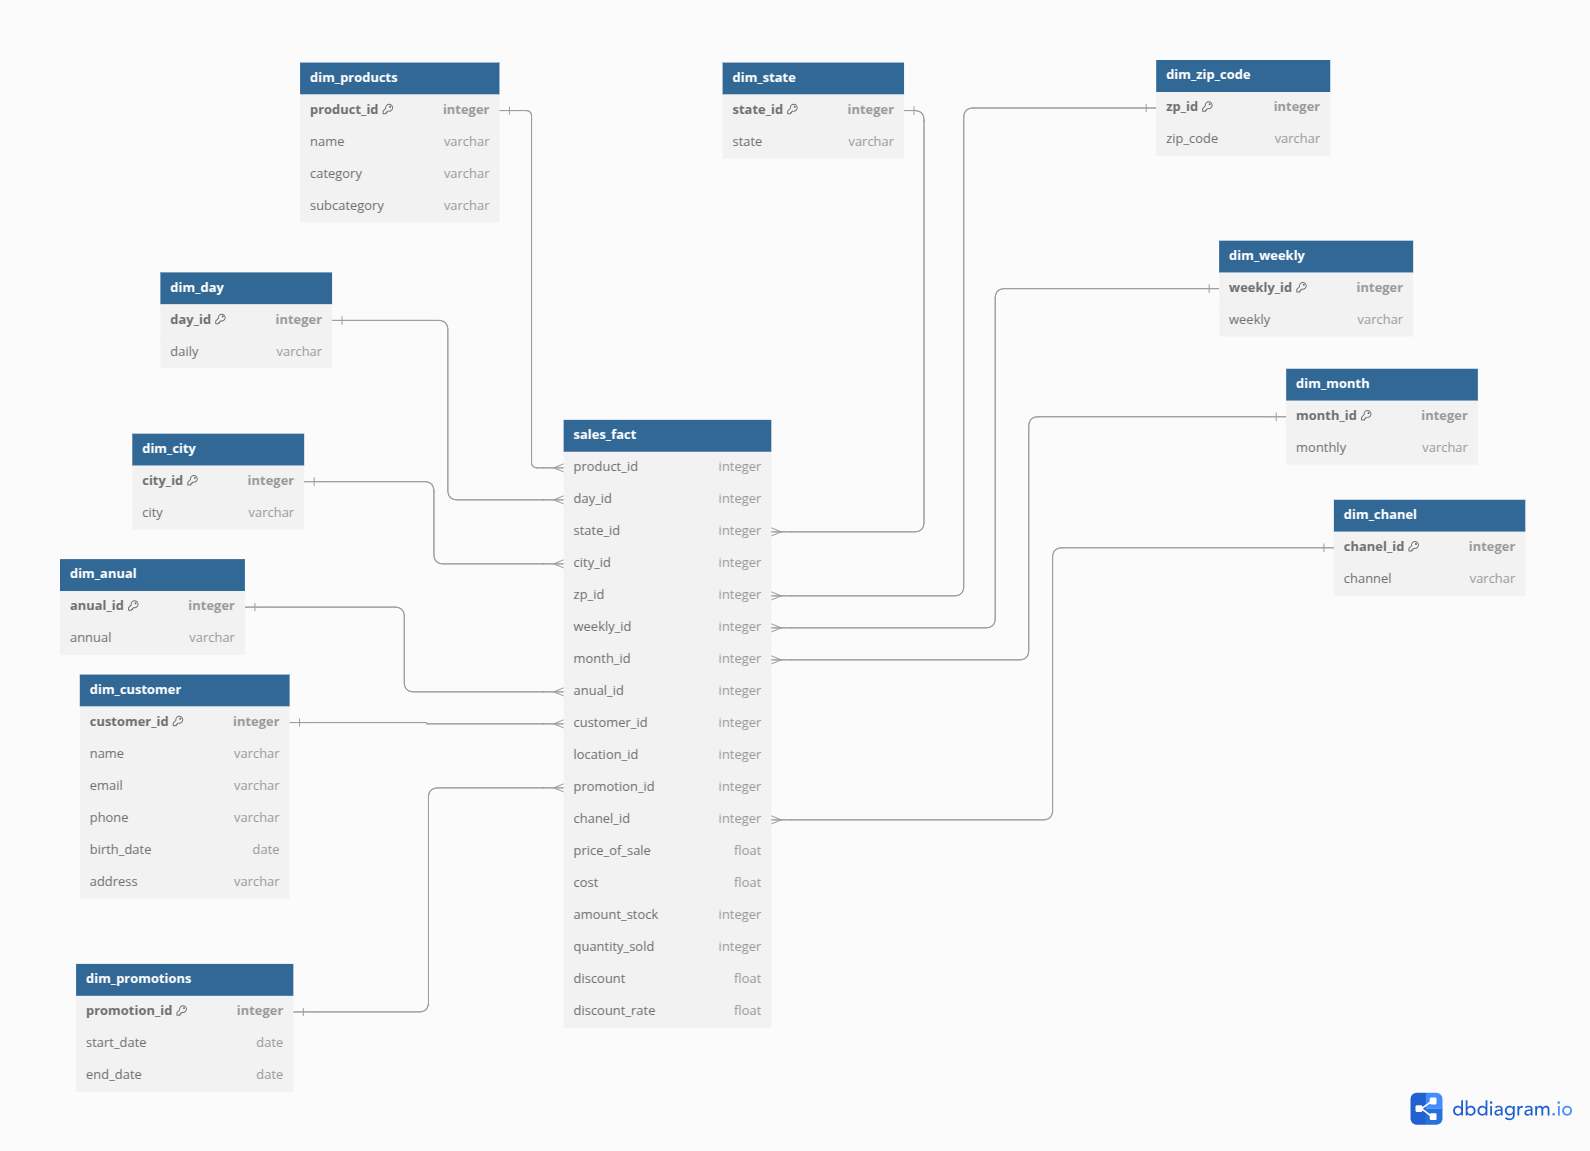 dim_products
product_id integer
name varchar
category varchar
subcategory varchar
dim_state
state_id integer
state varchar
dim_zip_code
zp_id integer
zip_code varchar
dim_day
day_id integer
daily varchar
dim_weekly
weekly_id integer
weekly varchar
dim_month
month_id integer
monthly varchar
dim_city
city_id integer
city varchar
sales_fact
product_id integer
day_id integer
state_id integer
city_id integer
zp_id integer
weekly_id integer
month_id integer
anual_id integer
customer_id integer
location_id integer
promotion_id integer
chanel_id integer
price_of_sale float
cost float
amount_stock integer
quantity_sold integer
discount float
discount_rate float
dim_chanel
chanel_id integer
channel varchar
dim_anual
anual_id integer
annual varchar
dim_customer
customer_id integer
name varchar
email varchar
phone varchar
birth_date date
address varchar
dim_promotions
promotion_id integer
start_date date
end_date date
dbdiagram.io